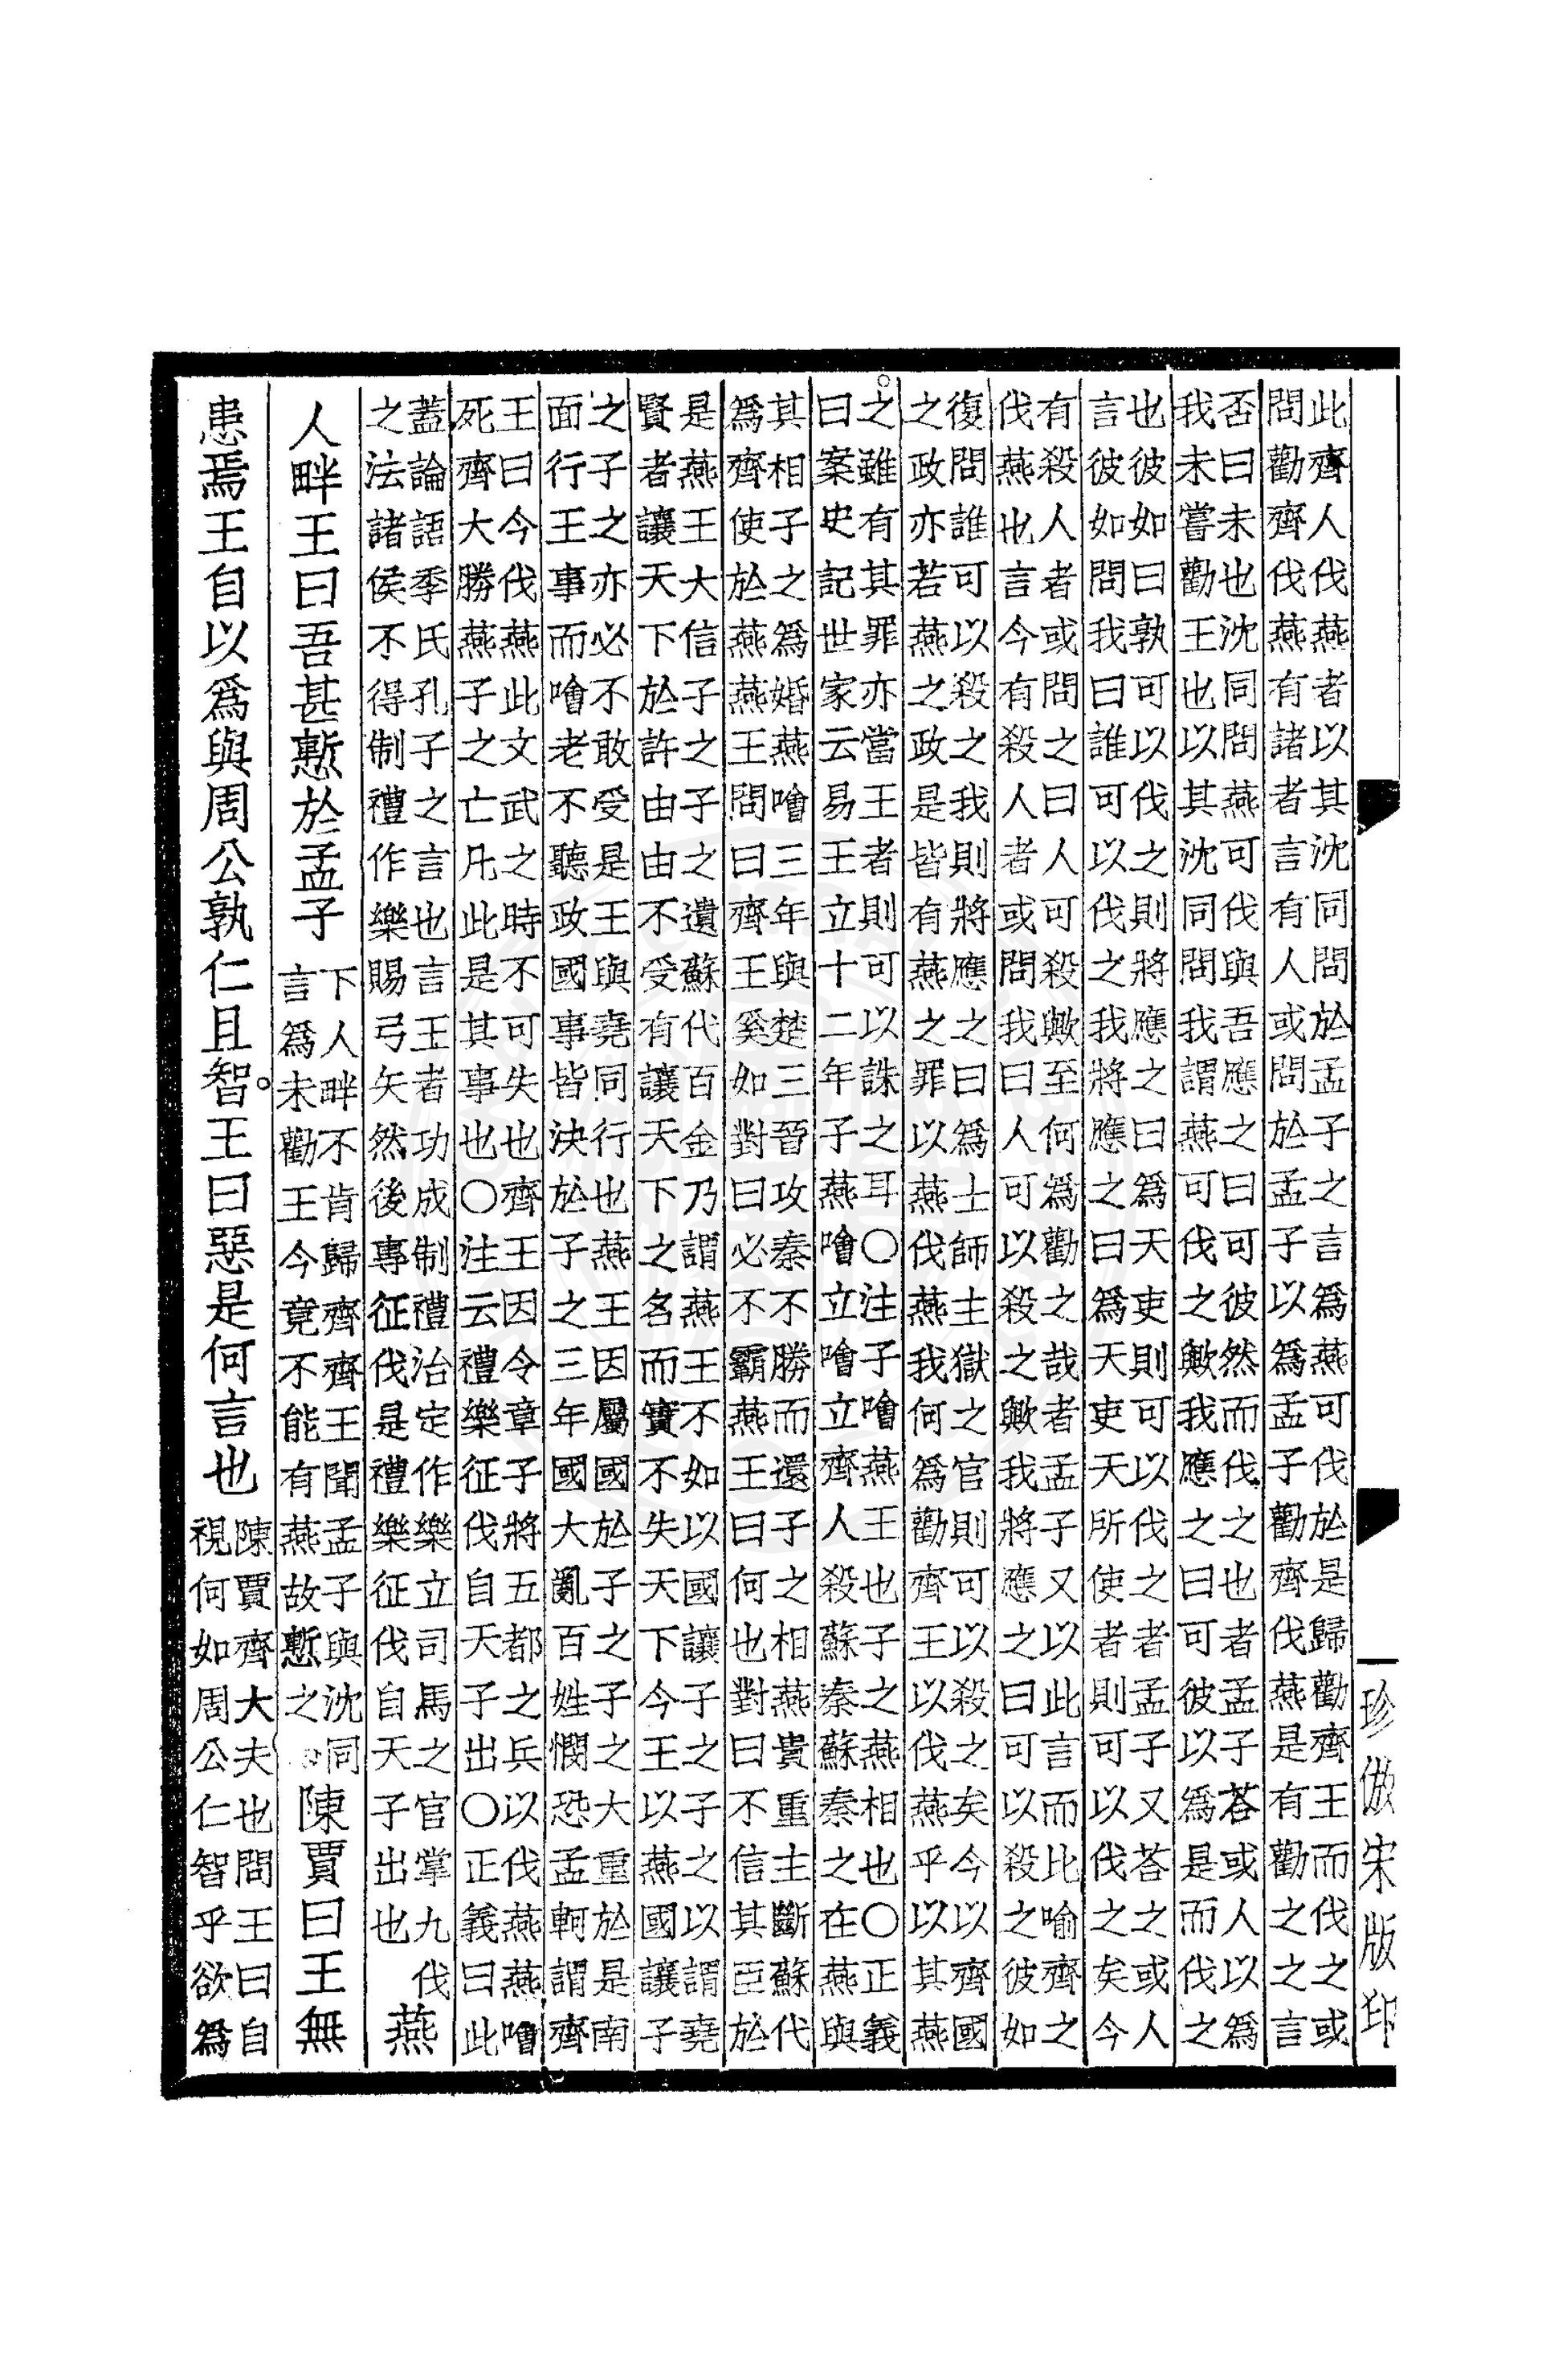 珍倣宋版印
此齊人伐燕者以其沈同問於孟子之言爲燕可伐於是歸勸齊王而伐之或
問勸齊伐燕有諸者言有人或問於孟子以爲孟子勸齊伐燕是有勸之之言
否曰未也沈同問燕可伐與吾應之曰可彼然而伐之也者孟子荅或人以爲
我未嘗勸王也以其沈同問我謂燕可伐之歟我應之曰可彼以爲是而伐之
也彼如曰孰可以伐之則將應之曰爲天吏則可以伐之者孟子又荅之或人
言彼如問我曰誰可以伐之我將應之曰爲天吏天所使者則可以伐之矣今
有殺人者或問之曰人可殺歟至何爲勸之哉者孟子又以此言而比喻齊之
伐燕也言今有殺人者或問我曰人可以殺之歟我將應之曰可以殺之彼如
復問誰可以殺之我則將應之曰爲士師主獄之官則可以殺之矣今以齊國
之政亦若燕之政是皆有燕之罪以燕伐燕我何爲勸齊王以伐燕乎以其燕
之雖有其罪亦當王者則可以誅之耳○注子噲燕王也子之燕相也○正義
曰案史記世家云易王立十二年子燕噲立噲立齊人殺蘇秦蘇秦之在燕與
其相子之爲婚燕噲三年與楚三晉攻秦不勝而還子之相燕貴重主斷蘇代
爲齊使於燕燕王問曰齊王奚如對曰必不霸燕王曰何也對曰不信其臣於
是燕王大信子之子之遺蘇代百金乃謂燕王不如以國讓子之子之以謂堯
賢者讓天下於許由由不受有讓天下之名而實不失天下今王以燕國讓子
之子之亦必不敢受是王與堯同行也燕王因屬國於子之子之大重於是南
面行王事而噲老不聽政國事皆決於子之三年國大亂百姓憫恐孟軻謂齊
王曰今伐燕此文武之時不可失也齊王因令章子將五都之兵以伐燕燕噲
死齊大勝燕子之亡凡此是其事也○注云禮樂征伐自天子出○正義曰此
蓋論語季氏孔子之言也言王者功成制禮治定作樂立司馬之官掌九伐
之法諸侯不得制禮作樂賜弓矢然後專征伐是禮樂征伐自天子出也
燕
人畔王曰吾甚慙於孟子
下人畔不肯歸齊齊王聞孟子與沈同
言爲未勸王今竟不能有燕故慙之
陳賈曰王無
患焉王自以爲與周公孰仁且智。王曰惡是何言也
陳賈齊大夫也問王曰自
視何如周公仁智乎欲爲